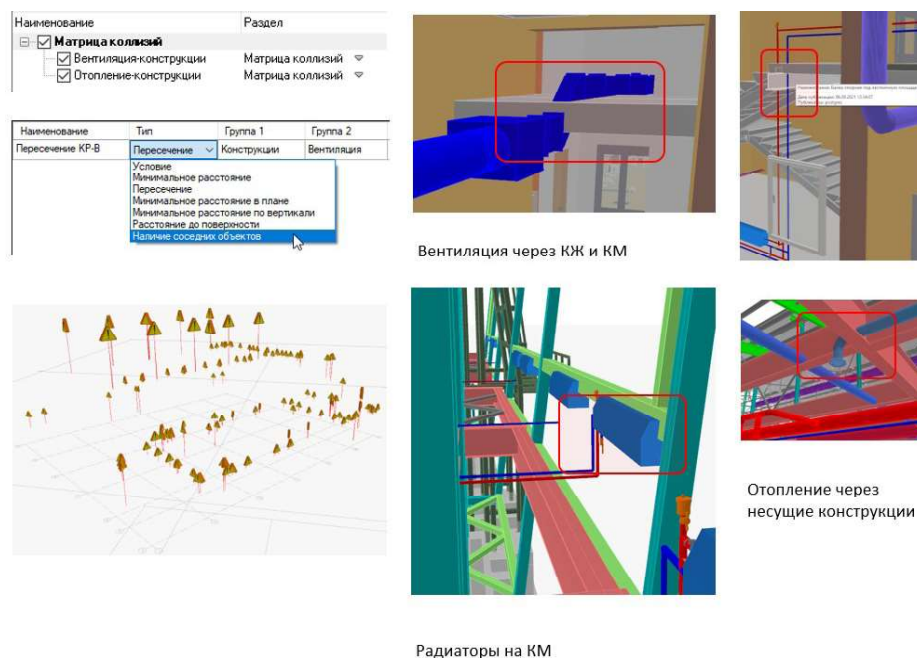 Наименование Раздел
Матрица коллизий
Вентиляция-конструкции Матрица коллизий
Отопление-конструкции Матрица коллизий
Наименование Тип Группа 1 Группа 2
Пересечение КР-В Пересечение Конструкции Вентиляция
Условие
Минимальное расстояние
Пересечение
Минимальное расстояние в плане
Минимальное расстояние по вертикали
Расстояние до поверхности
Наличие соседних объектов
Вентиляция через КЖ и КМ
Отопление через
несущие конструкции
Радиаторы на КМ